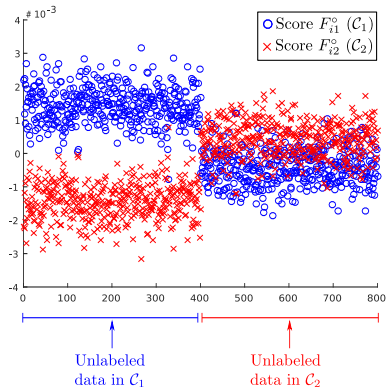 # 10⁻³
Score F°ᵢ₁ (𝒞₁)
Score F°ᵢ₂ (𝒞₂)
4
3
2
1
0
-1
-2
-3
-4
0 100 200 300 400 500 600 700 800
Unlabeled
data in 𝒞₁
Unlabeled
data in 𝒞₂